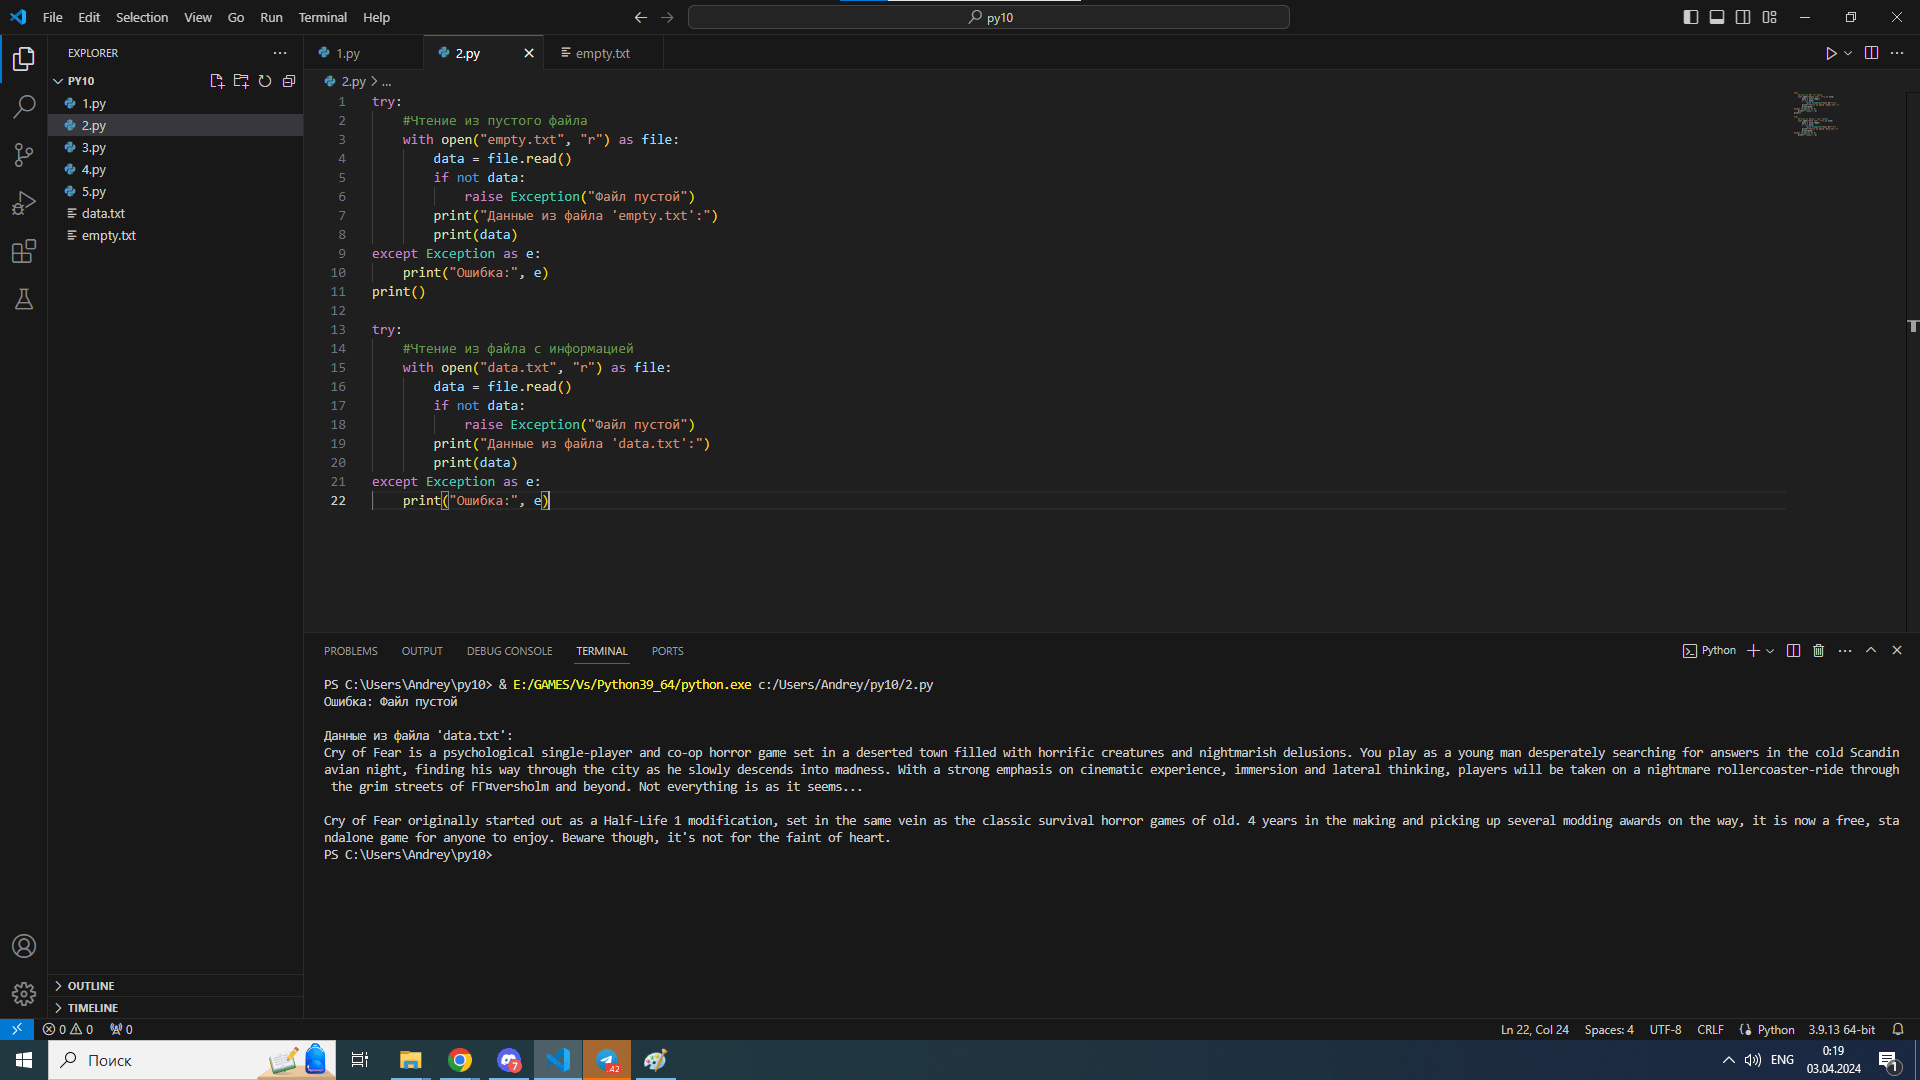 File Edit Selection View Go Run Terminal Help
py10
EXPLORER
PY10
1.py
2.py
3.py
4.py
5.py
data.txt
empty.txt
OUTLINE
TIMELINE
1.py 2.py empty.txt
2.py > ...
1 try:
2 #Чтение из пустого файла
3 with open("empty.txt", "r") as file:
4 data = file.read()
5 if not data:
6 raise Exception("Файл пустой")
7 print("Данные из файла 'empty.txt':")
8 print(data)
9 except Exception as e:
10 print("Ошибка:", e)
11 print()
12
13 try:
14 #Чтение из файла с информацией
15 with open("data.txt", "r") as file:
16 data = file.read()
17 if not data:
18 raise Exception("Файл пустой")
19 print("Данные из файла 'data.txt':")
20 print(data)
21 except Exception as e:
22 print("Ошибка:", e)
PROBLEMS OUTPUT DEBUG CONSOLE TERMINAL PORTS
Python
PS C:\Users\Andrey\py10> & E:/GAMES/Vs/Python39_64/python.exe c:/Users/Andrey/py10/2.py
Ошибка: Файл пустой
Данные из файла 'data.txt':
Cry of Fear is a psychological single-player and co-op horror game set in a deserted town filled with horrific creatures and nightmarish delusions. You play as a young man desperately searching for answers in the cold Scandin
avian night, finding his way through the city as he slowly descends into madness. With a strong emphasis on cinematic experience, immersion and lateral thinking, players will be taken on a nightmare rollercoaster-ride through
the grim streets of FГ¤versholm and beyond. Not everything is as it seems...
Cry of Fear originally started out as a Half-Life 1 modification, set in the same vein as the classic survival horror games of old. 4 years in the making and picking up several modding awards on the way, it is now a free, sta
ndalone game for anyone to enjoy. Beware though, it's not for the faint of heart.
PS C:\Users\Andrey\py10>
0 0 0
Ln 22, Col 24 Spaces: 4 UTF-8 CRLF Python 3.9.13 64-bit
Поиск
7
42
ENG
0:19
03.04.2024
1